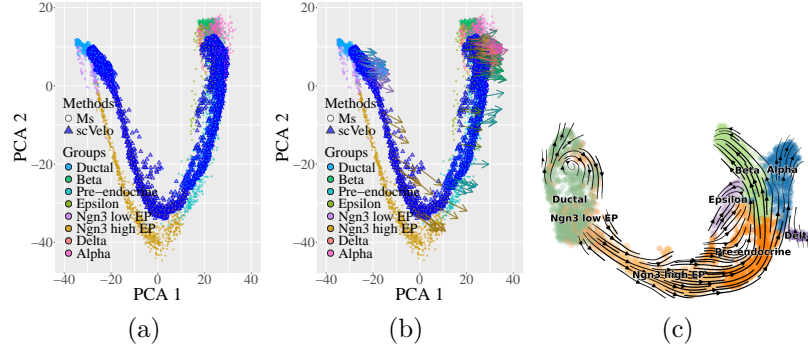 20
0
−20
−40
PCA 2
−40
−20
0
20
40
PCA 1
Methods
Ms
scVelo
Groups
Ductal
Beta
Pre−endocrine
Epsilon
Ngn3 low EP
Ngn3 high EP
Delta
Alpha
(a)
20
0
−20
−40
PCA 2
−40
−20
0
20
40
PCA 1
Methods
Ms
scVelo
Groups
Ductal
Beta
Pre−endocrine
Epsilon
Ngn3 low EP
Ngn3 high EP
Delta
Alpha
(b)
Beta
Alpha
Ductal
Epsilon
Ngn3 low EP
Delta
Pre-endocrine
Ngn3 high EP
(c)